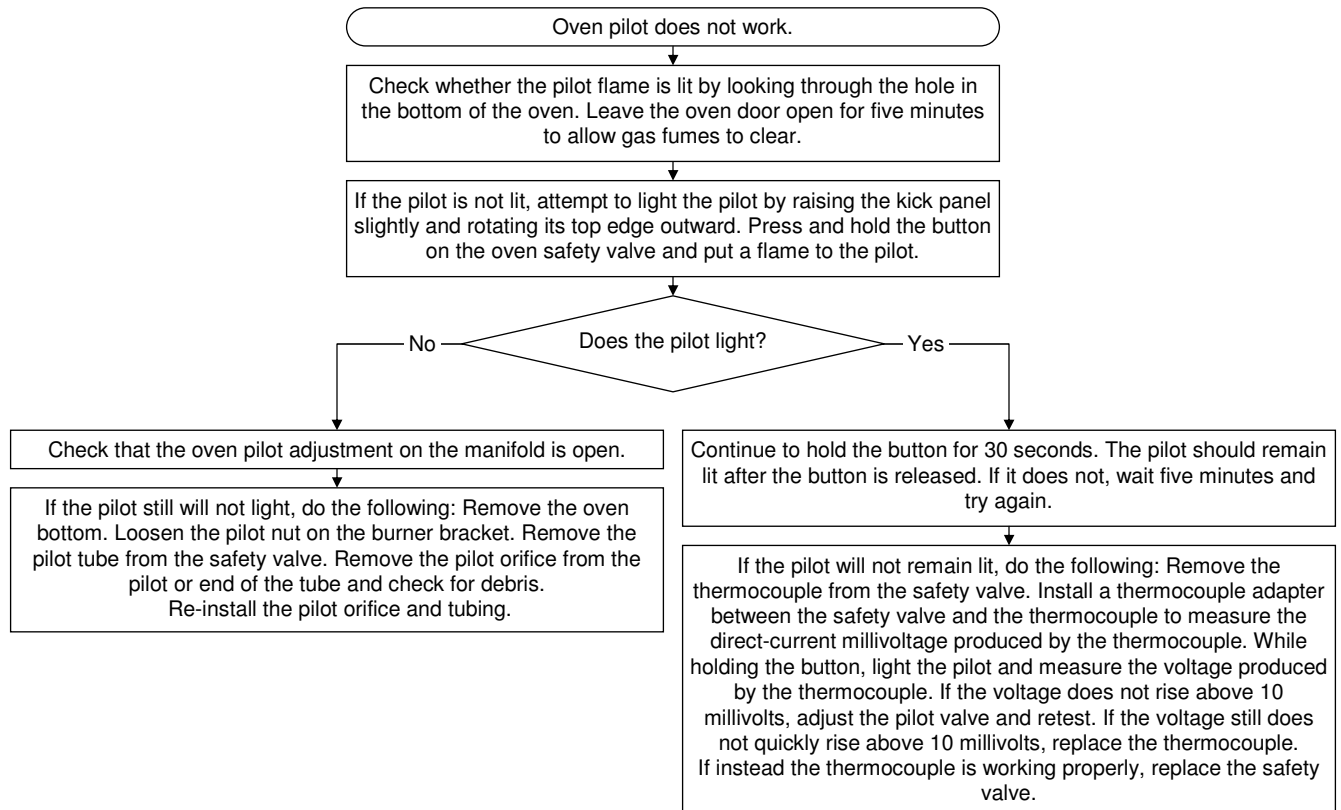 Oven pilot does not work.
Check whether the pilot flame is lit by looking through the hole in
the bottom of the oven. Leave the oven door open for five minutes
to allow gas fumes to clear.
If the pilot is not lit, attempt to light the pilot by raising the kick panel
slightly and rotating its top edge outward. Press and hold the button
on the oven safety valve and put a flame to the pilot.
Does the pilot light?
No
Yes
Check that the oven pilot adjustment on the manifold is open.
If the pilot still will not light, do the following: Remove the oven
bottom. Loosen the pilot nut on the burner bracket. Remove the
pilot tube from the safety valve. Remove the pilot orifice from the
pilot or end of the tube and check for debris.
Re-install the pilot orifice and tubing.
Continue to hold the button for 30 seconds. The pilot should remain
lit after the button is released. If it does not, wait five minutes and
try again.
If the pilot will not remain lit, do the following: Remove the
thermocouple from the safety valve. Install a thermocouple adapter
between the safety valve and the thermocouple to measure the
direct-current millivoltage produced by the thermocouple. While
holding the button, light the pilot and measure the voltage produced
by the thermocouple. If the voltage does not rise above 10
millivolts, adjust the pilot valve and retest. If the voltage still does
not quickly rise above 10 millivolts, replace the thermocouple.
If instead the thermocouple is working properly, replace the safety
valve.